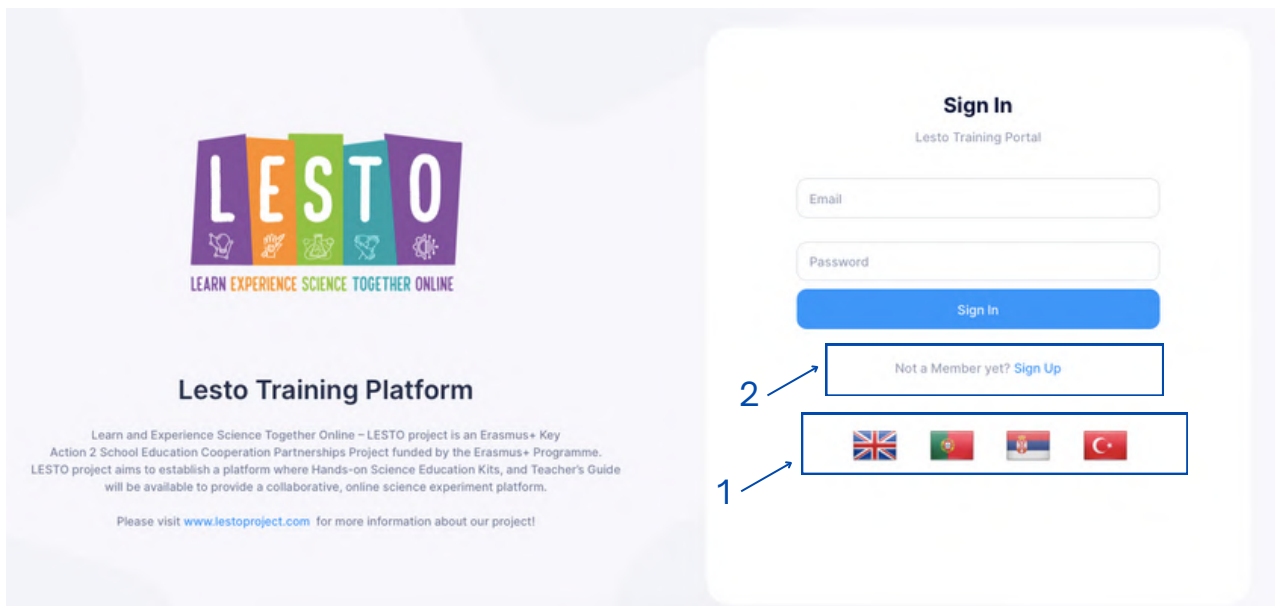 LESTO
LEARN EXPERIENCE SCIENCE TOGETHER ONLINE
Lesto Training Platform
Learn and Experience Science Together Online – LESTO project is an Erasmus+ Key
Action 2 School Education Cooperation Partnerships Project funded by the Erasmus+ Programme.
LESTO project aims to establish a platform where Hands-on Science Education Kits, and Teacher's Guide
will be available to provide a collaborative, online science experiment platform.
Please visit www.lestoproject.com for more information about our project!
Sign In
Lesto Training Portal
Email
Password
Sign In
2
Not a Member yet? Sign Up
1